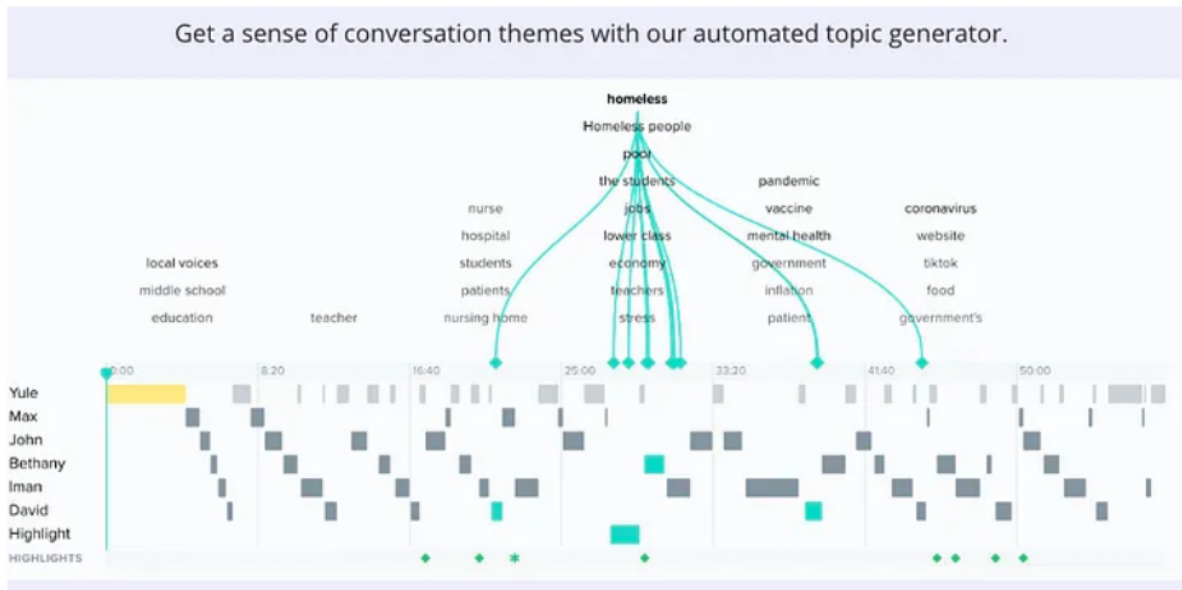 Get a sense of conversation themes with our automated topic generator.
homeless
Homeless people
poor
the students pandemic
nurse jobs vaccine coronavirus
hospital lower class mental health website
local voices students economy government tiktok
middle school patients teachers inflation food
education teacher nursing home stress patient government's
0:00 8:20 16:40 25:00 33:20 41:40 50:00
Yule
Max
John
Bethany
Iman
David
Highlight
HIGHLIGHTS